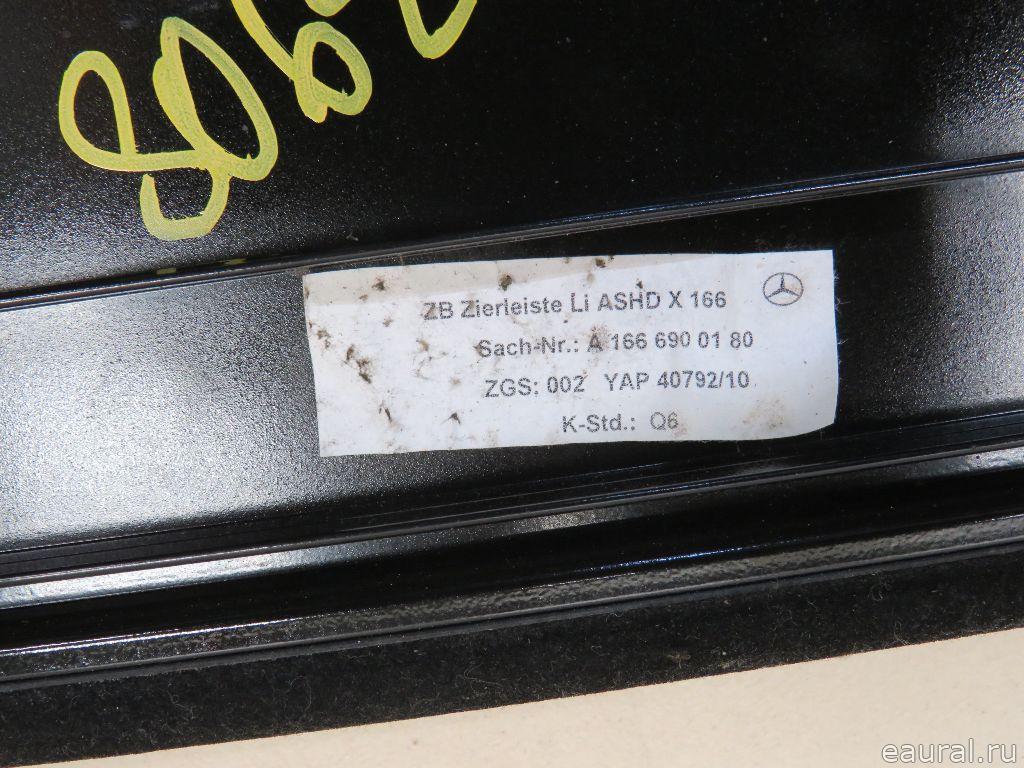 ZB Zierleiste Li ASHD X 166
Sach-Nr.: A 166 690 01 80
ZGS: 002 YAP 40792/10
K-Std.: Q6
eaural.ru